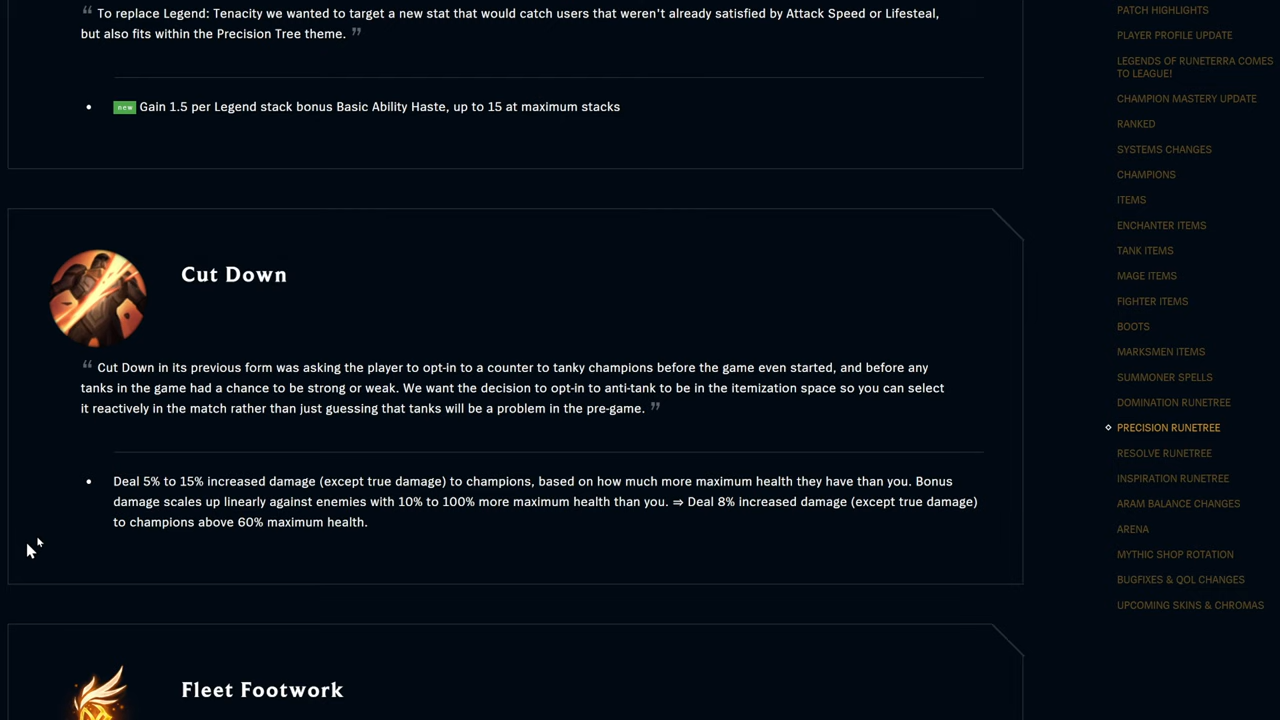 “ To replace Legend: Tenacity we wanted to target a new stat that would catch users that weren't already satisfied by Attack Speed or Lifesteal,
but also fits within the Precision Tree theme. ”
• new Gain 1.5 per Legend stack bonus Basic Ability Haste, up to 15 at maximum stacks
Cut Down
“ Cut Down in its previous form was asking the player to opt-in to a counter to tanky champions before the game even started, and before any
tanks in the game had a chance to be strong or weak. We want the decision to opt-in to anti-tank to be in the itemization space so you can select
it reactively in the match rather than just guessing that tanks will be a problem in the pre-game. ”
• Deal 5% to 15% increased damage (except true damage) to champions, based on how much more maximum health they have than you. Bonus
damage scales up linearly against enemies with 10% to 100% more maximum health than you. ⇒ Deal 8% increased damage (except true damage)
to champions above 60% maximum health.
Fleet Footwork
PATCH HIGHLIGHTS
PLAYER PROFILE UPDATE
LEGENDS OF RUNETERRA COMES
TO LEAGUE!
CHAMPION MASTERY UPDATE
RANKED
SYSTEMS CHANGES
CHAMPIONS
ITEMS
ENCHANTER ITEMS
TANK ITEMS
MAGE ITEMS
FIGHTER ITEMS
BOOTS
MARKSMEN ITEMS
SUMMONER SPELLS
DOMINATION RUNETREE
PRECISION RUNETREE
RESOLVE RUNETREE
INSPIRATION RUNETREE
ARAM BALANCE CHANGES
ARENA
MYTHIC SHOP ROTATION
BUGFIXES & QOL CHANGES
UPCOMING SKINS & CHROMAS